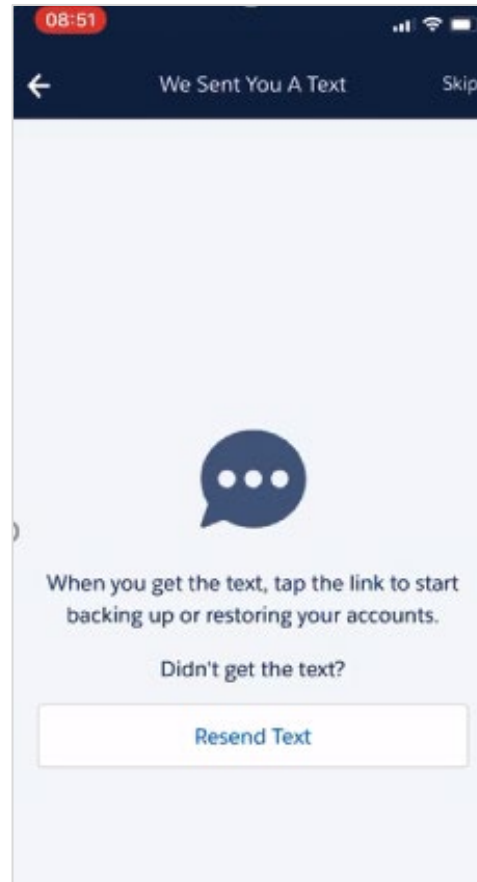 08:51
We Sent You A Text
Skip
When you get the text, tap the link to start
backing up or restoring your accounts.
Didn't get the text?
Resend Text